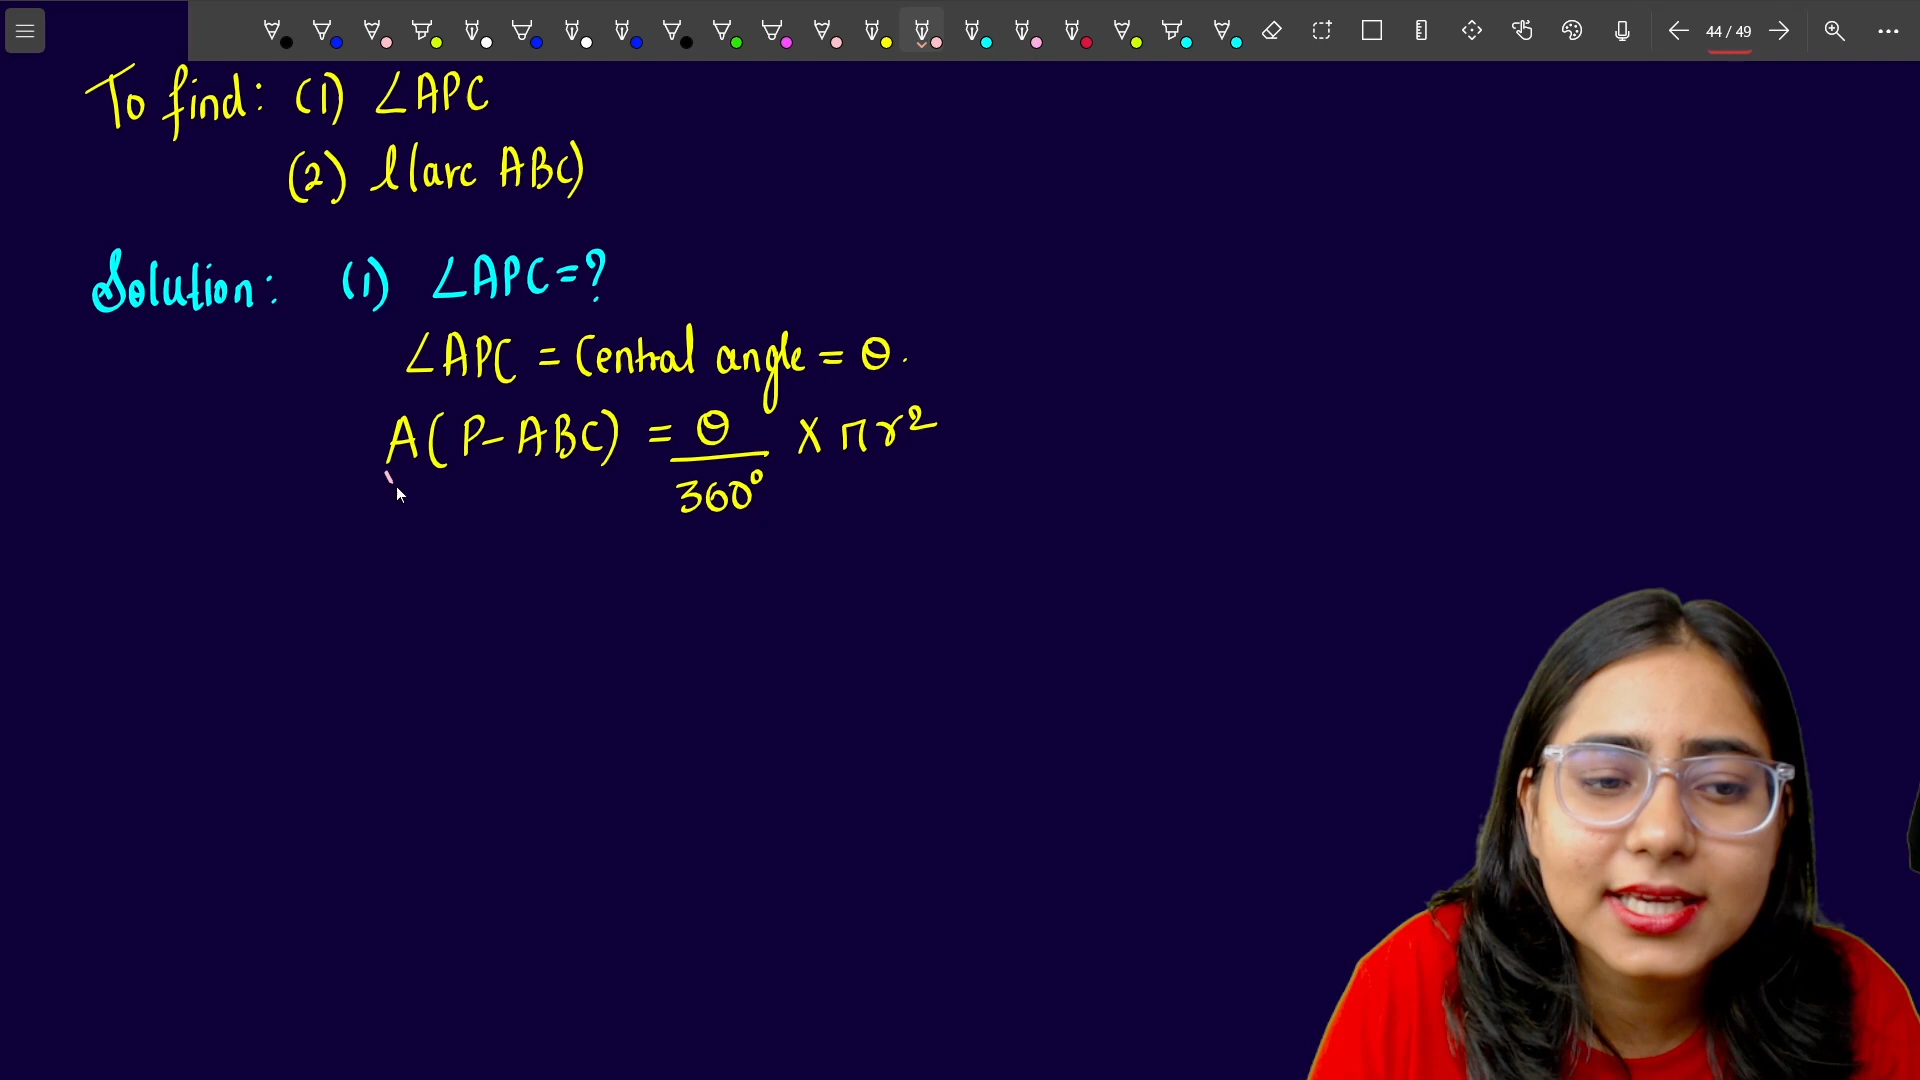 44 / 49
To find: (1) ∠APC
(2) l(arc ABC)
Solution: (1) ∠APC=?
∠APC = Central angle = θ.
A(P-ABC) = θ/360° × πr²